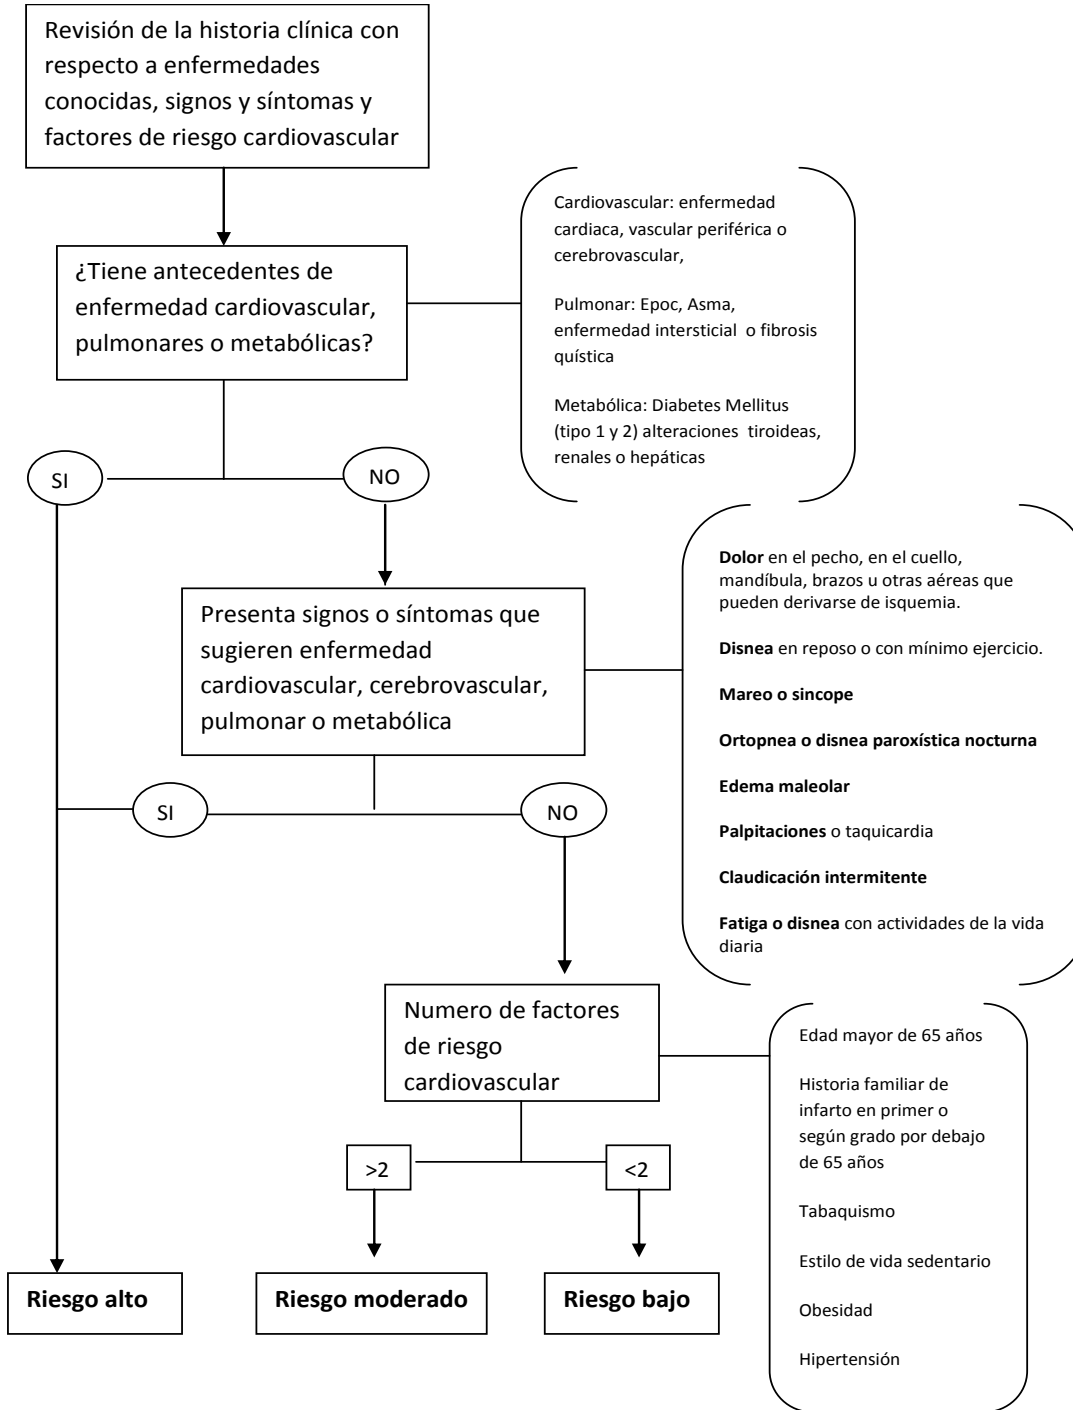 Revisión de la historia clínica con
respecto a enfermedades
conocidas, signos y síntomas y
factores de riesgo cardiovascular
Cardiovascular: enfermedad
cardiaca, vascular periférica o
cerebrovascular,
Pulmonar: Epoc, Asma,
enfermedad intersticial o fibrosis
quística
Metabólica: Diabetes Mellitus
(tipo 1 y 2) alteraciones tiroideas,
renales o hepáticas
¿Tiene antecedentes de
enfermedad cardiovascular,
pulmonares o metabólicas?
SI
NO
Presenta signos o síntomas que
sugieren enfermedad
cardiovascular, cerebrovascular,
pulmonar o metabólica
Dolor en el pecho, en el cuello,
mandíbula, brazos u otras aéreas que
pueden derivarse de isquemia.
Disnea en reposo o con mínimo ejercicio.
Mareo o sincope
Ortopnea o disnea paroxística nocturna
Edema maleolar
Palpitaciones o taquicardia
Claudicación intermitente
Fatiga o disnea con actividades de la vida
diaria
SI
NO
Numero de factores
de riesgo
cardiovascular
Edad mayor de 65 años
Historia familiar de
infarto en primer o
según grado por debajo
de 65 años
Tabaquismo
Estilo de vida sedentario
Obesidad
Hipertensión
>2
<2
Riesgo alto
Riesgo moderado
Riesgo bajo